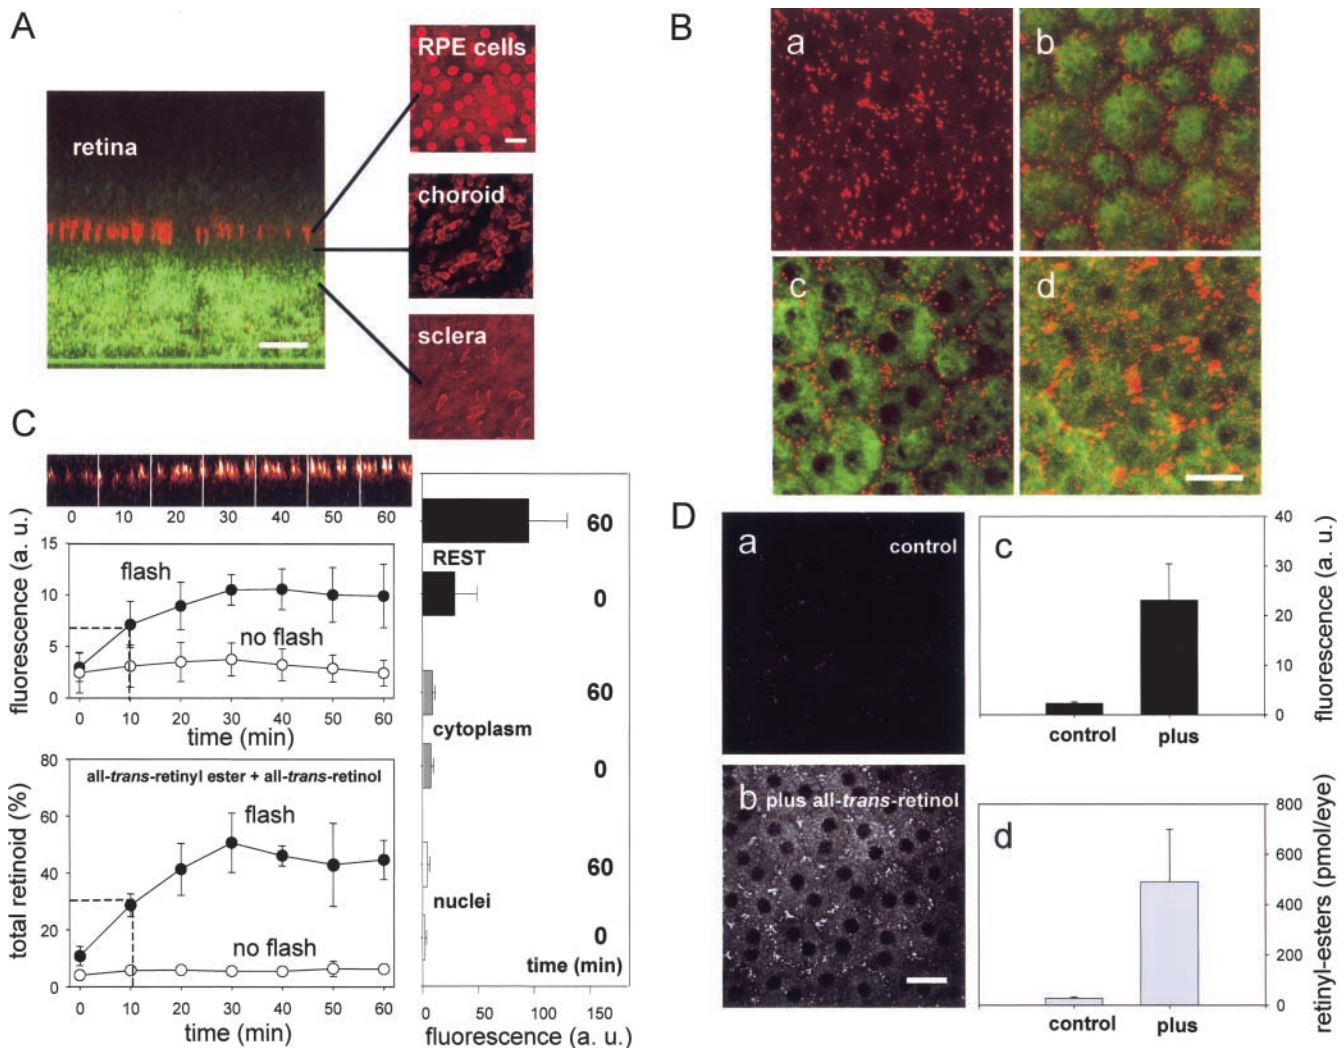 A
retina
RPE cells
choroid
sclera
B
a
b
c
d
C
0 10 20 30 40 50 60
fluorescence (a. u.)
15
10
5
0
flash
no flash
0 10 20 30 40 50 60
time (min)
total retinoid (%)
80
60
40
20
0
all-trans-retinyl ester + all-trans-retinol
flash
no flash
0 10 20 30 40 50 60
time (min)
60
REST
0
60
cytoplasm
0
60
nuclei
0
time (min)
0 50 100 150
fluorescence (a. u.)
D
a
control
b
plus all-trans-retinol
c
40
30
20
10
0
fluorescence (a. u.)
control
plus
d
800
600
400
200
0
retinyl-esters (pmol/eye)
control
plus